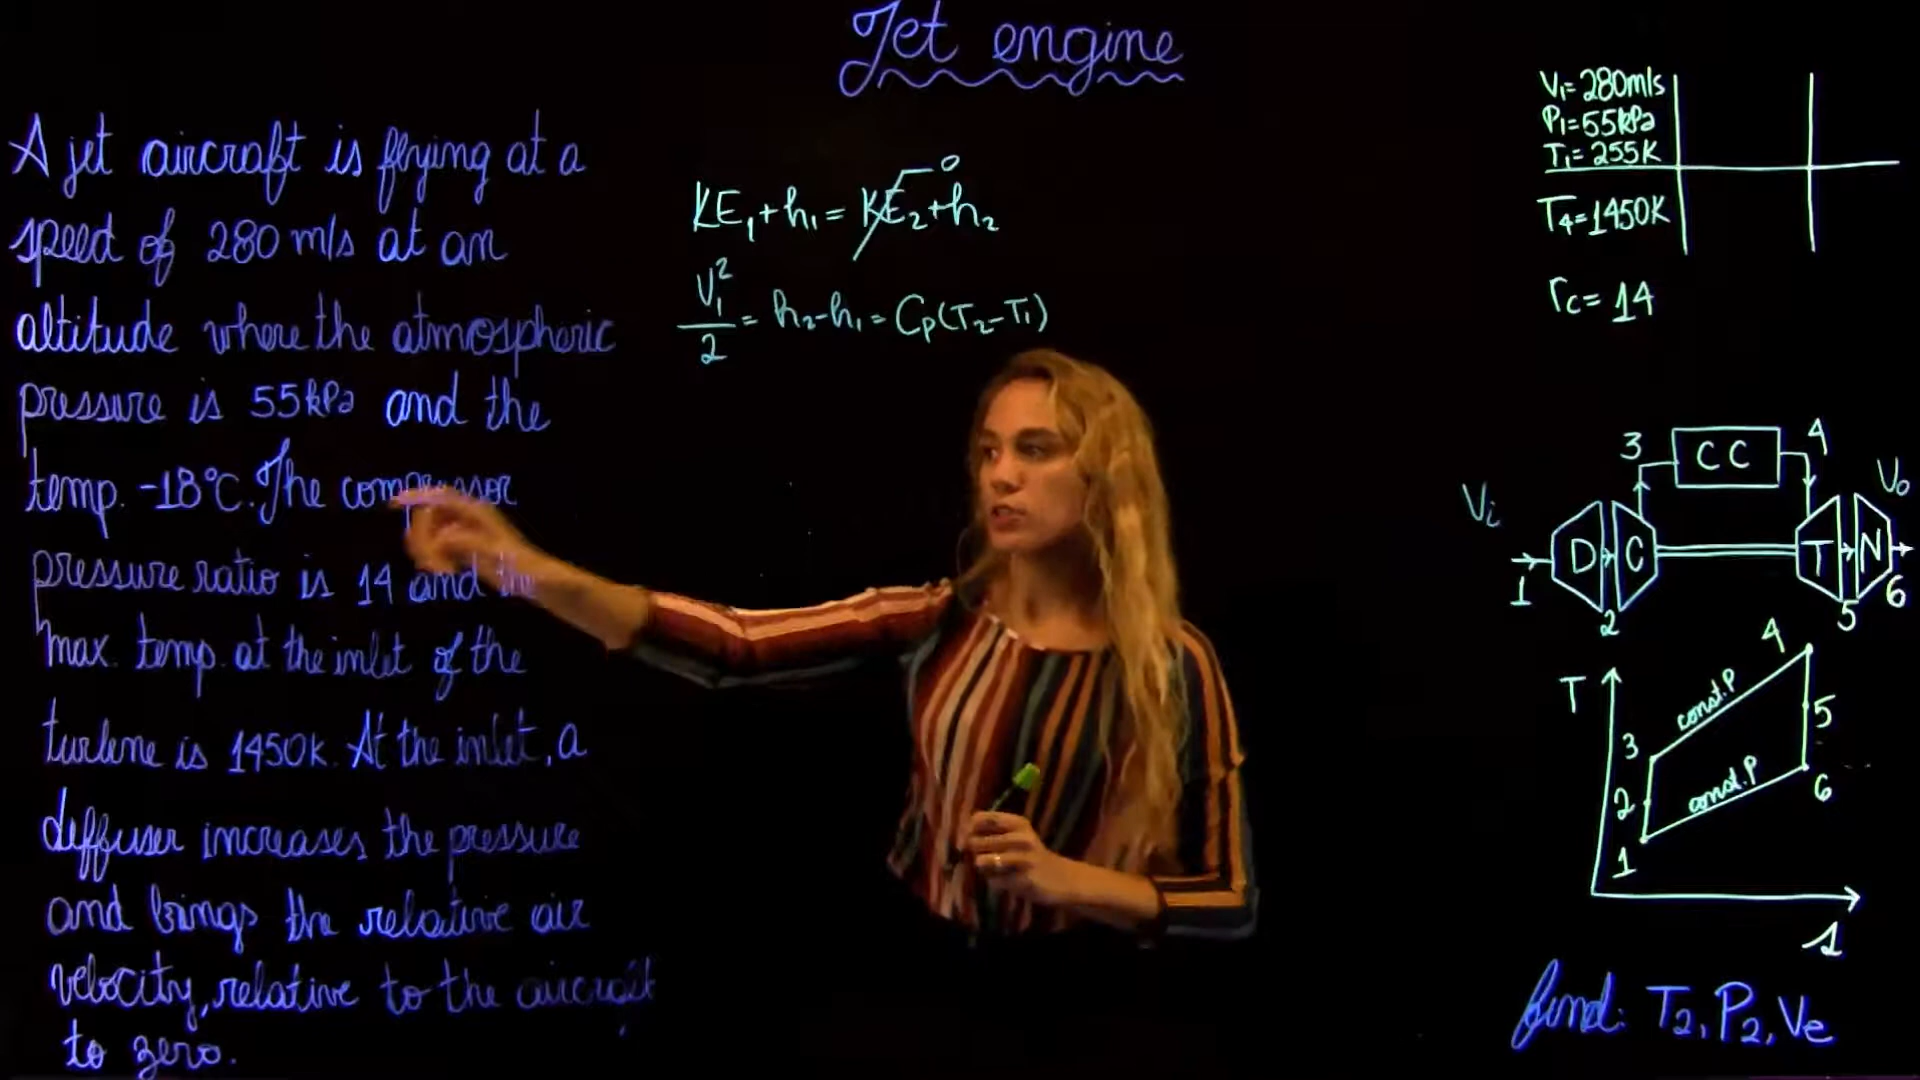 Jet engine
A jet aircraft is flying at a
speed of 280 m/s at an
altitude where the atmospheric
pressure is 55kPa and the
temp. -18°C. The compressor
pressure ratio is 14 and the
max. temp. at the inlet of the
turbine is 1450K. At the inlet, a
diffuser increases the pressure
and brings the relative air
velocity, relative to the aircraft
to zero.
KE₁+h₁=KE₂+h₂
0
V₁²/2 = h₂-h₁ = Cp(T₂-T₁)
V₁=280m/s
P₁=55kPa
T₁=255K
T₄=1450K
rc=14
3 CC 4
Vi Vo
D C T N
1 2 5 6
T
4
const. P
5
3
const. P
2
6
1
s
find: T₂, P₂, Ve